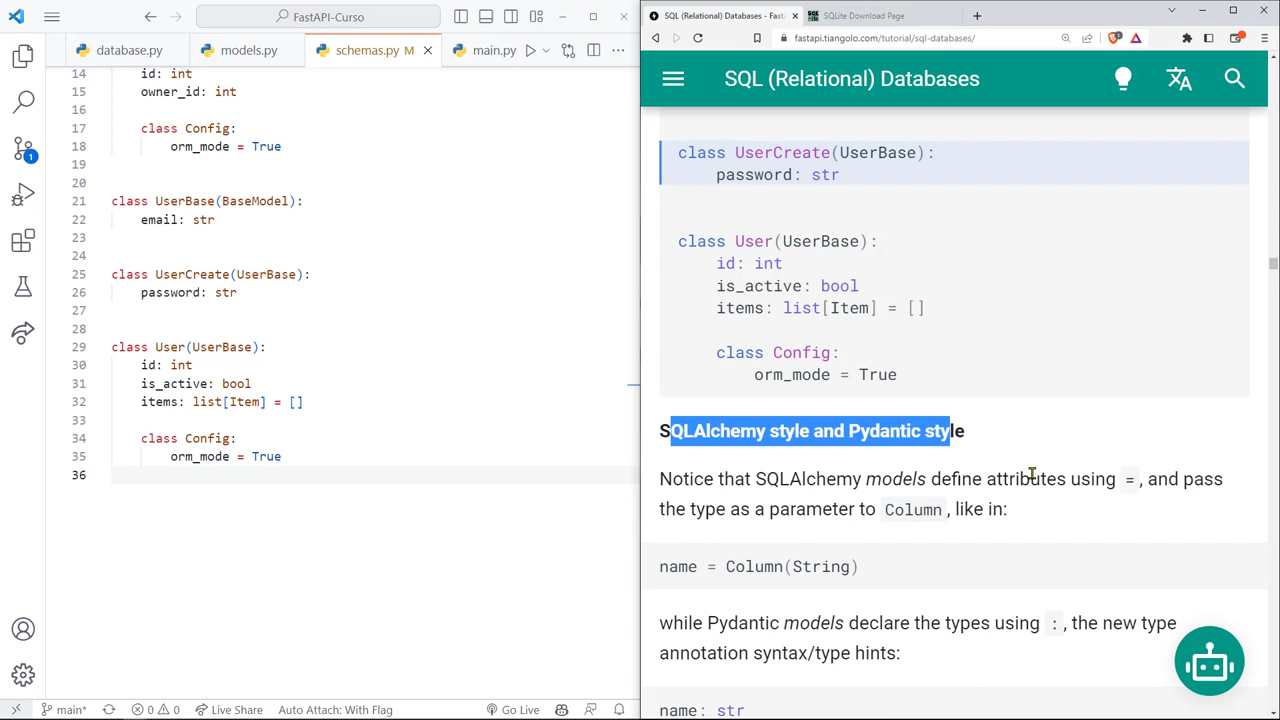 FastAPI-Curso
database.py
models.py
schemas.py M
main.py
14 id: int
15 owner_id: int
16
17 class Config:
18 orm_mode = True
19
20
21 class UserBase(BaseModel):
22 email: str
23
24
25 class UserCreate(UserBase):
26 password: str
27
28
29 class User(UserBase):
30 id: int
31 is_active: bool
32 items: list[Item] = []
33
34 class Config:
35 orm_mode = True
36
1
main* 0 0 Live Share Auto Attach: With Flag Go Live
SQL (Relational) Databases - Fast
SQLite Download Page
fastapi.tiangolo.com/tutorial/sql-databases/
SQL (Relational) Databases
class UserCreate(UserBase):
password: str
class User(UserBase):
id: int
is_active: bool
items: list[Item] = []
class Config:
orm_mode = True
SQLAlchemy style and Pydantic style
Notice that SQLAlchemy models define attributes using =, and pass
the type as a parameter to Column, like in:
name = Column(String)
while Pydantic models declare the types using :, the new type
annotation syntax/type hints:
name: str